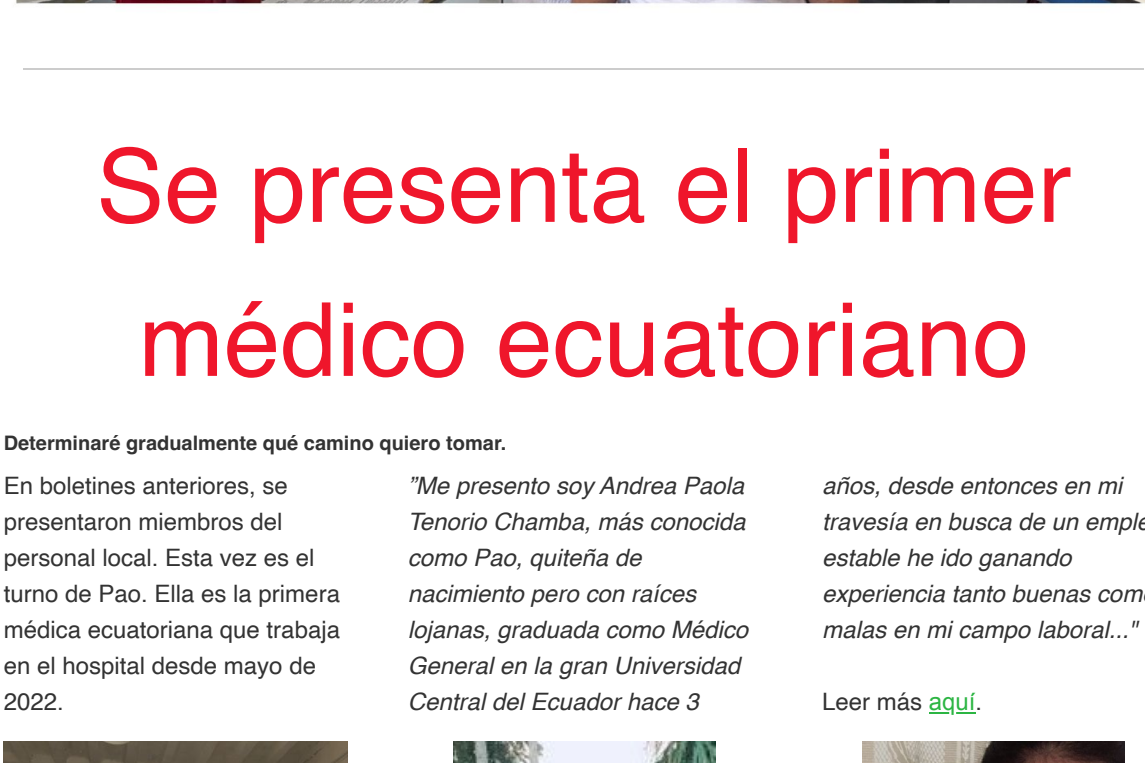 Se presenta el primer
médico ecuatoriano
Determinaré gradualmente qué camino quiero tomar.
En boletines anteriores, se
presentaron miembros del
personal local. Esta vez es el
turno de Pao. Ella es la primera
médica ecuatoriana que trabaja
en el hospital desde mayo de
2022.
”Me presento soy Andrea Paola
Tenorio Chamba, más conocida
como Pao, quiteña de
nacimiento pero con raíces
lojanas, graduada como Médico
General en la gran Universidad
Central del Ecuador hace 3
años, desde entonces en mi
travesía en busca de un
estable he ido ganando
experiencia tanto buenas
malas en mi campo laboral..."
Leer más aquí.